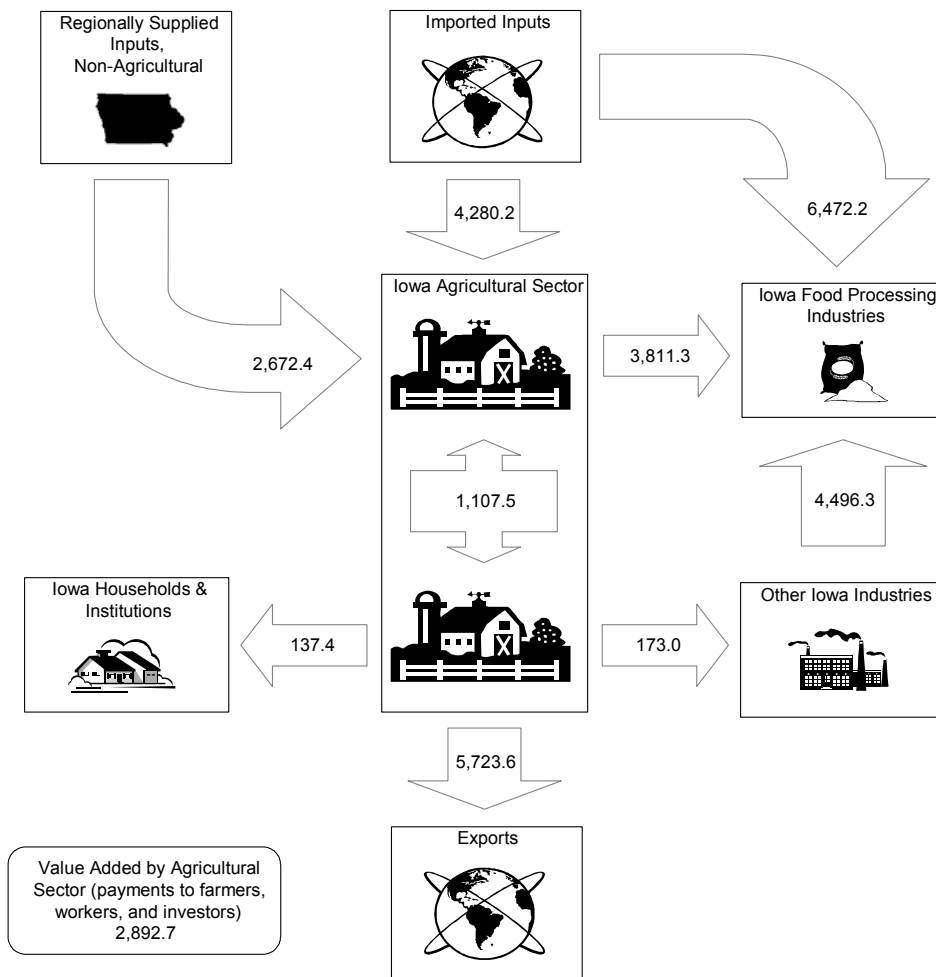 Regionally Supplied
Inputs,
Non-Agricultural
Imported Inputs
4,280.2
6,472.2
2,672.4
Iowa Agricultural Sector
3,811.3
Iowa Food Processing
Industries
1,107.5
4,496.3
Iowa Households &
Institutions
137.4
173.0
Other Iowa Industries
5,723.6
Exports
Value Added by Agricultural
Sector (payments to farmers,
workers, and investors)
2,892.7